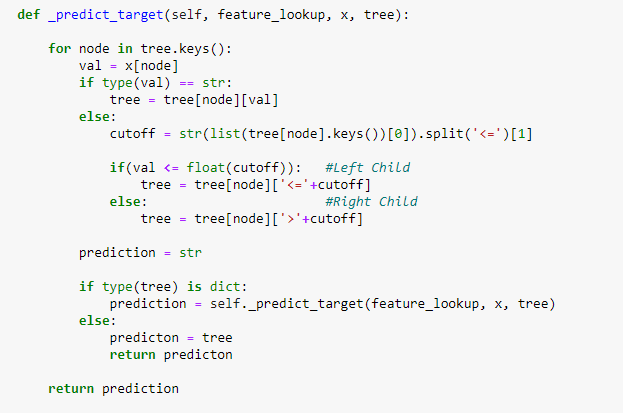 def _predict_target(self, feature_lookup, x, tree):
for node in tree.keys():
val = x[node]
if type(val) == str:
tree = tree[node][val]
else:
cutoff = str(list(tree[node].keys())[0]).split('<=')[1]
if(val <= float(cutoff)):   #Left Child
tree = tree[node]['<='+cutoff]
else:                       #Right Child
tree = tree[node]['>'+cutoff]
prediction = str
if type(tree) is dict:
prediction = self._predict_target(feature_lookup, x, tree)
else:
predicton = tree
return predicton
return prediction